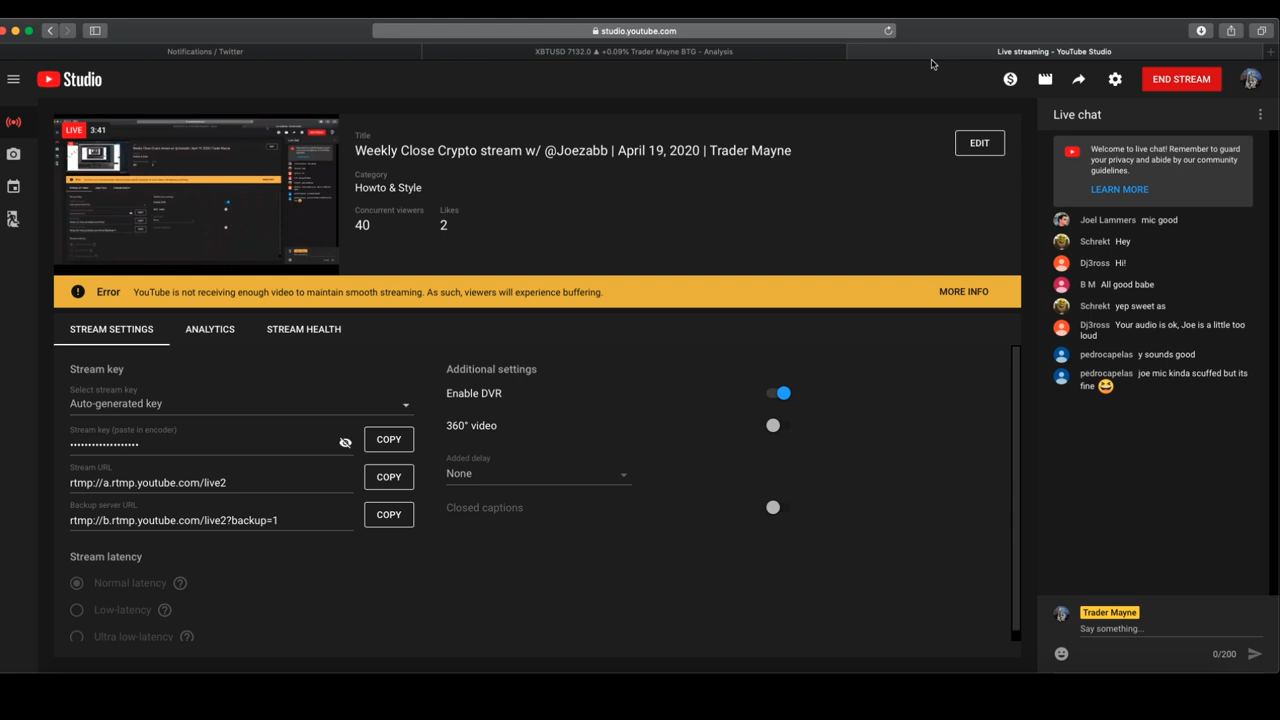 studio.youtube.com
Notifications / Twitter
XBTUSD 7132.0 ▲ +0.09% Trader Mayne BTG - Analysis
Live streaming - YouTube Studio
Studio
END STREAM
LIVE 3:41
Title
Weekly Close Crypto stream w/ @Joezabb | April 19, 2020 | Trader Mayne
EDIT
Category
Howto & Style
Concurrent viewers
Likes
40
2
Error
YouTube is not receiving enough video to maintain smooth streaming. As such, viewers will experience buffering.
MORE INFO
STREAM SETTINGS
ANALYTICS
STREAM HEALTH
Stream key
Select stream key
Auto-generated key
Stream key (paste in encoder)
•••••••••••••••••••
COPY
Stream URL
rtmp://a.rtmp.youtube.com/live2
COPY
Backup server URL
rtmp://b.rtmp.youtube.com/live2?backup=1
COPY
Stream latency
Normal latency
Low-latency
Ultra low-latency
Additional settings
Enable DVR
360° video
Added delay
None
Closed captions
Live chat
Welcome to live chat! Remember to guard
your privacy and abide by our community
guidelines.
LEARN MORE
Joel Lammers mic good
Schrekt Hey
Dj3ross Hi!
B M All good babe
Schrekt yep sweet as
Dj3ross Your audio is ok, Joe is a little too
loud
pedrocapelas y sounds good
pedrocapelas joe mic kinda scuffed but its
fine 😆
Trader Mayne
Say something...
0/200